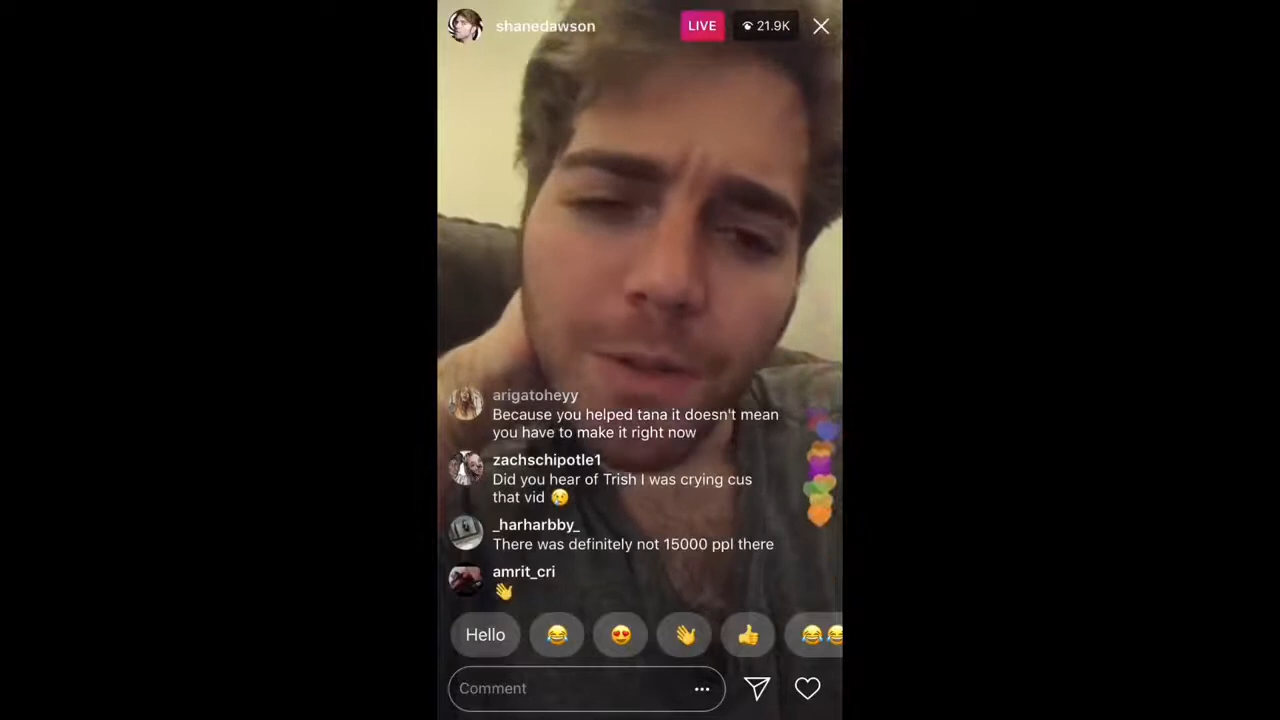 shanedawson
LIVE
21.9K
arigatoheyy
Because you helped tana it doesn't mean
you have to make it right now
zachschipotle1
Did you hear of Trish I was crying cus
that vid 😢
_harharbby_
There was definitely not 15000 ppl there
amrit_cri
👋
Hello 😂 😍 👋 👍 😂😂
Comment